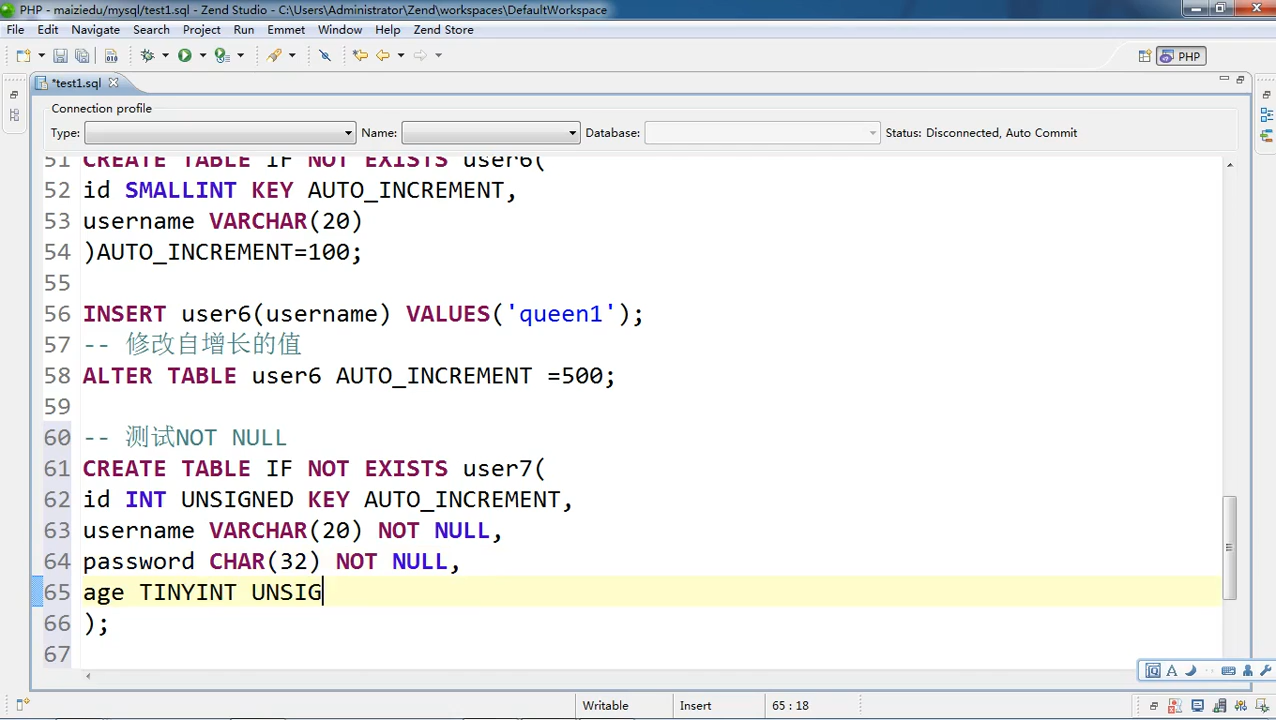 PHP - maiziedu/mysql/test1.sql - Zend Studio - C:\Users\Administrator\Zend\workspaces\DefaultWorkspace
File Edit Navigate Search Project Run Emmet Window Help Zend Store
PHP
*test1.sql
Connection profile
Type: Name: Database: Status: Disconnected, Auto Commit
51 CREATE TABLE IF NOT EXISTS user6(
52 id SMALLINT KEY AUTO_INCREMENT,
53 username VARCHAR(20)
54 )AUTO_INCREMENT=100;
55
56 INSERT user6(username) VALUES('queen1');
57 -- 修改自增长的值
58 ALTER TABLE user6 AUTO_INCREMENT =500;
59
60 -- 测试NOT NULL
61 CREATE TABLE IF NOT EXISTS user7(
62 id INT UNSIGNED KEY AUTO_INCREMENT,
63 username VARCHAR(20) NOT NULL,
64 password CHAR(32) NOT NULL,
65 age TINYINT UNSIG
66 );
67
Writable Insert 65 : 18